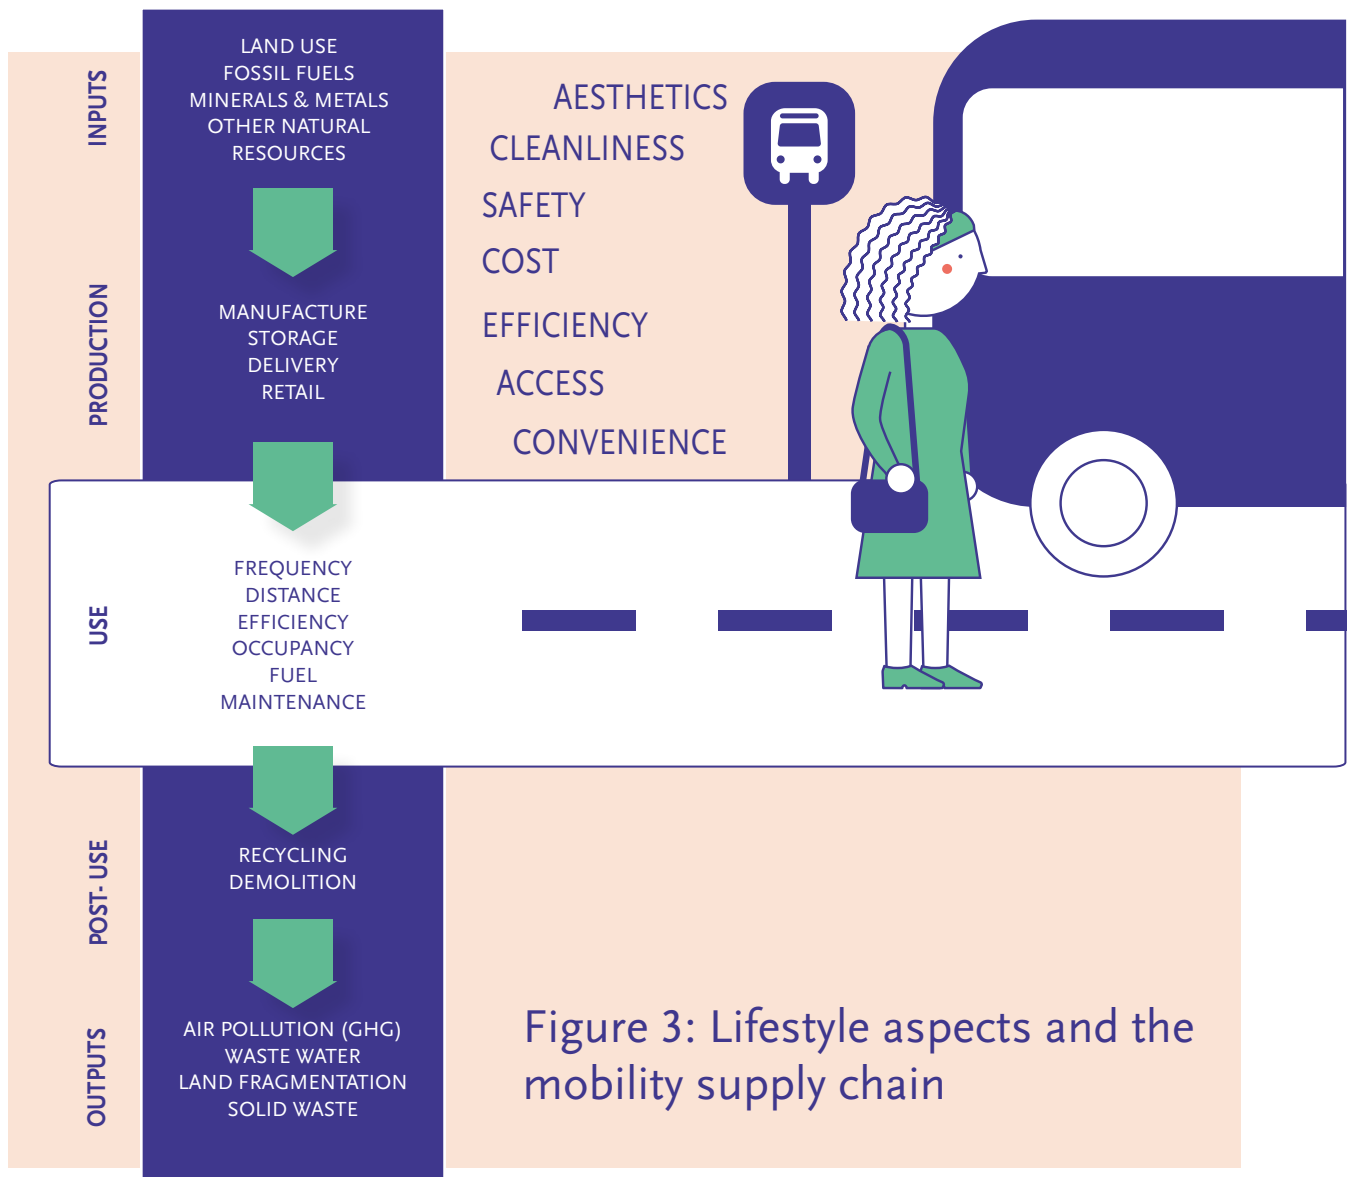 INPUTS
LAND USE
FOSSIL FUELS
MINERALS & METALS
OTHER NATURAL
RESOURCES
PRODUCTION
MANUFACTURE
STORAGE
DELIVERY
RETAIL
AESTHETICS
CLEANLINESS
SAFETY
COST
EFFICIENCY
ACCESS
CONVENIENCE
USE
FREQUENCY
DISTANCE
EFFICIENCY
OCCUPANCY
FUEL
MAINTENANCE
POST- USE
RECYCLING
DEMOLITION
OUTPUTS
AIR POLLUTION (GHG)
WASTE WATER
LAND FRAGMENTATION
SOLID WASTE
Figure 3: Lifestyle aspects and the
mobility supply chain